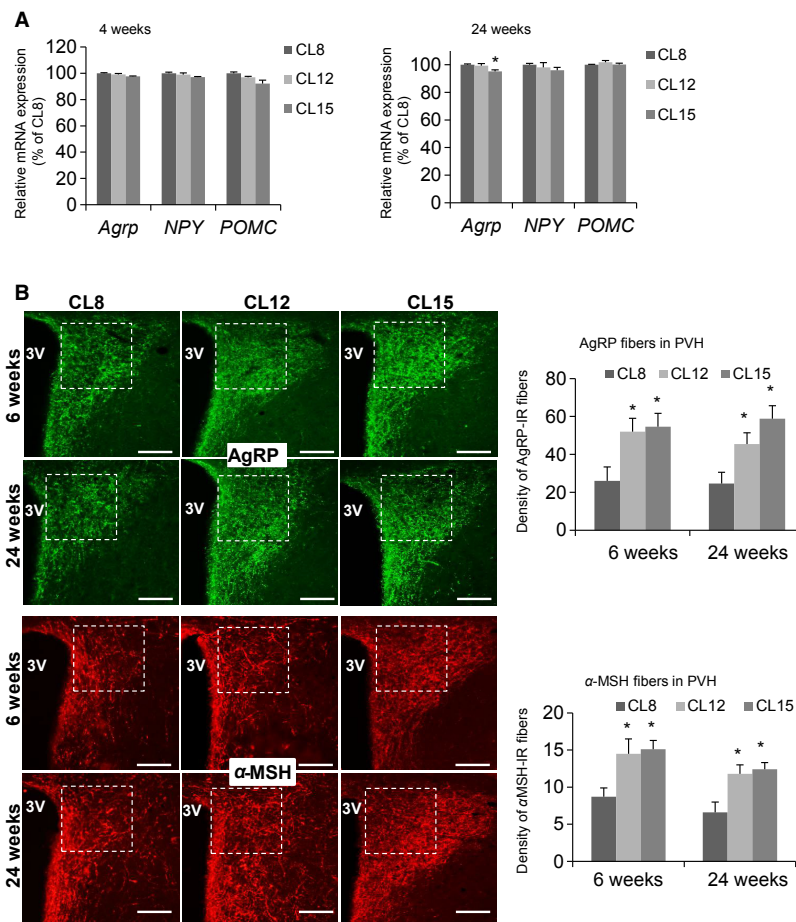 A
4 weeks
CL8
CL12
CL15
Relative mRNA expression
(% of CL8)
120
100
80
60
40
20
0
Agrp NPY POMC
24 weeks
CL8
CL12
CL15
Relative mRNA expression
(% of CL8)
120
100
80
60
40
20
0
*
Agrp NPY POMC
B
CL8 CL12 CL15
6 weeks
3V
3V
3V
AgRP
24 weeks
3V
3V
3V
6 weeks
3V
3V
3V
α-MSH
24 weeks
3V
3V
3V
AgRP fibers in PVH
CL8 CL12 CL15
Density of AgRP-IR fibers
80
60
40
20
0
* * * *
6 weeks 24 weeks
α-MSH fibers in PVH
CL8 CL12 CL15
Density of αMSH-IR fibers
20
15
10
5
0
* * * *
6 weeks 24 weeks